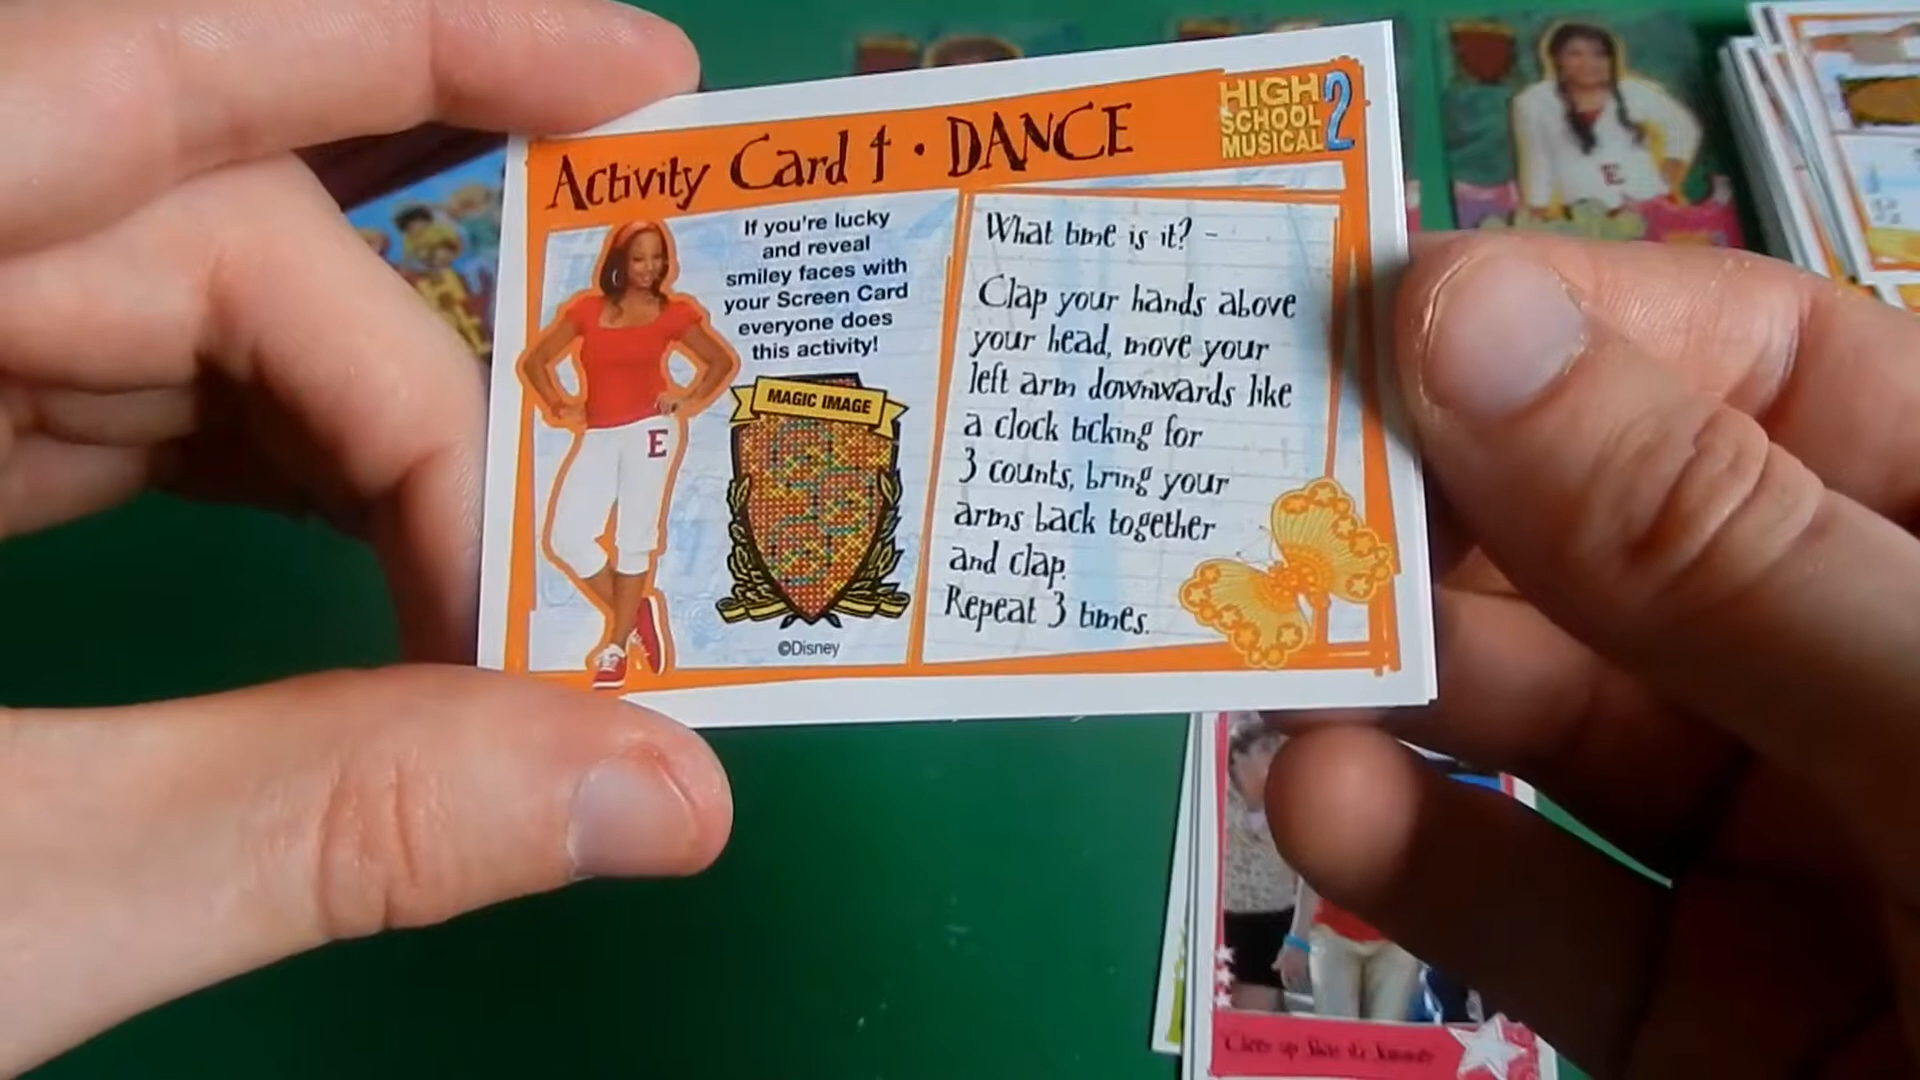 Activity Card 1 • DANCE
HIGH
SCHOOL
MUSICAL 2
If you're lucky
and reveal
smiley faces with
your Screen Card
everyone does
this activity!
MAGIC IMAGE
E
©Disney
What time is it? -
Clap your hands above
your head, move your
left arm downwards like
a clock ticking for
3 counts, bring your
arms back together
and clap.
Repeat 3 times.
E